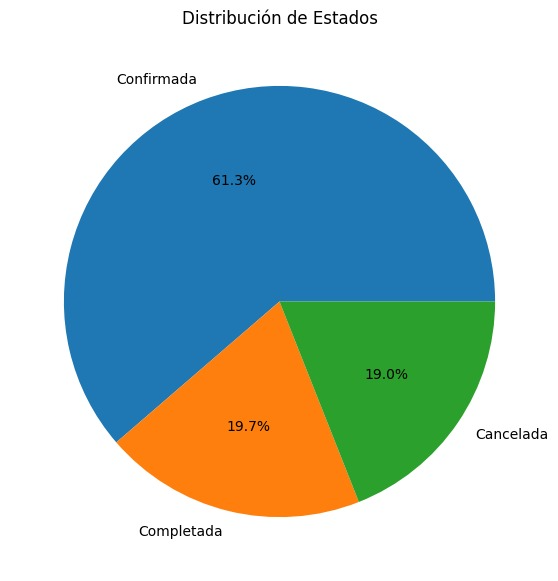 Distribución de Estados
Confirmada
61.3%
19.0%
19.7%
Cancelada
Completada